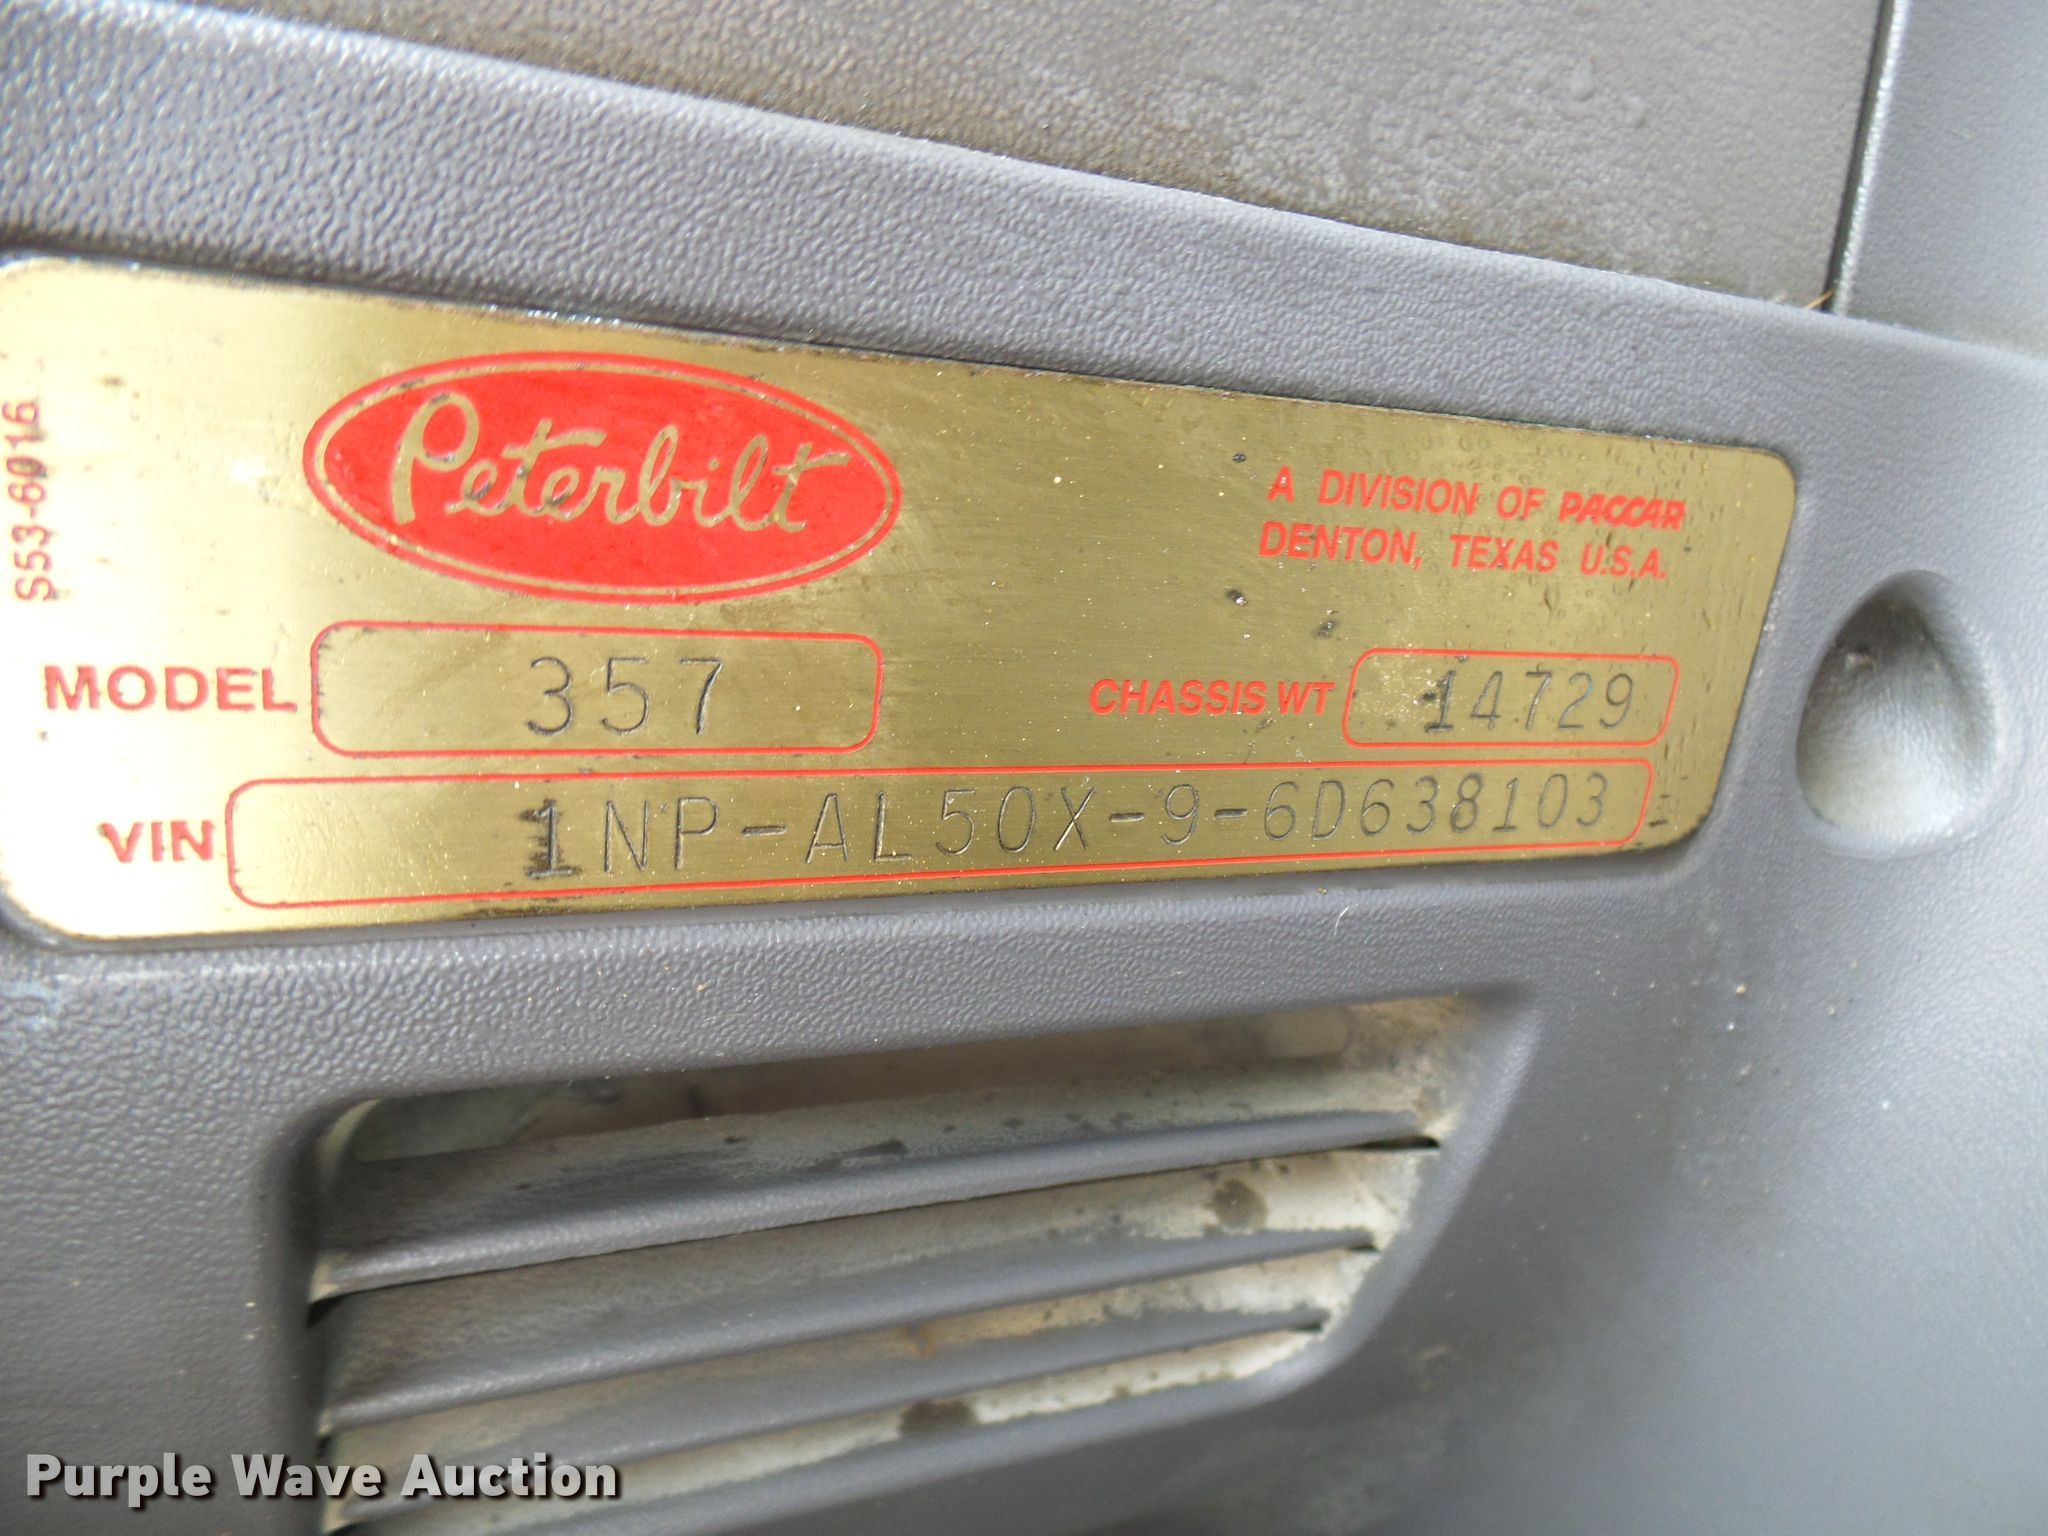 S53-6016
Peterbilt
A DIVISION OF PACCAR
DENTON, TEXAS U.S.A.
MODEL 357
CHASSIS WT 14729
VIN 1NP-AL50X-9-6D638103
Purple Wave Auction